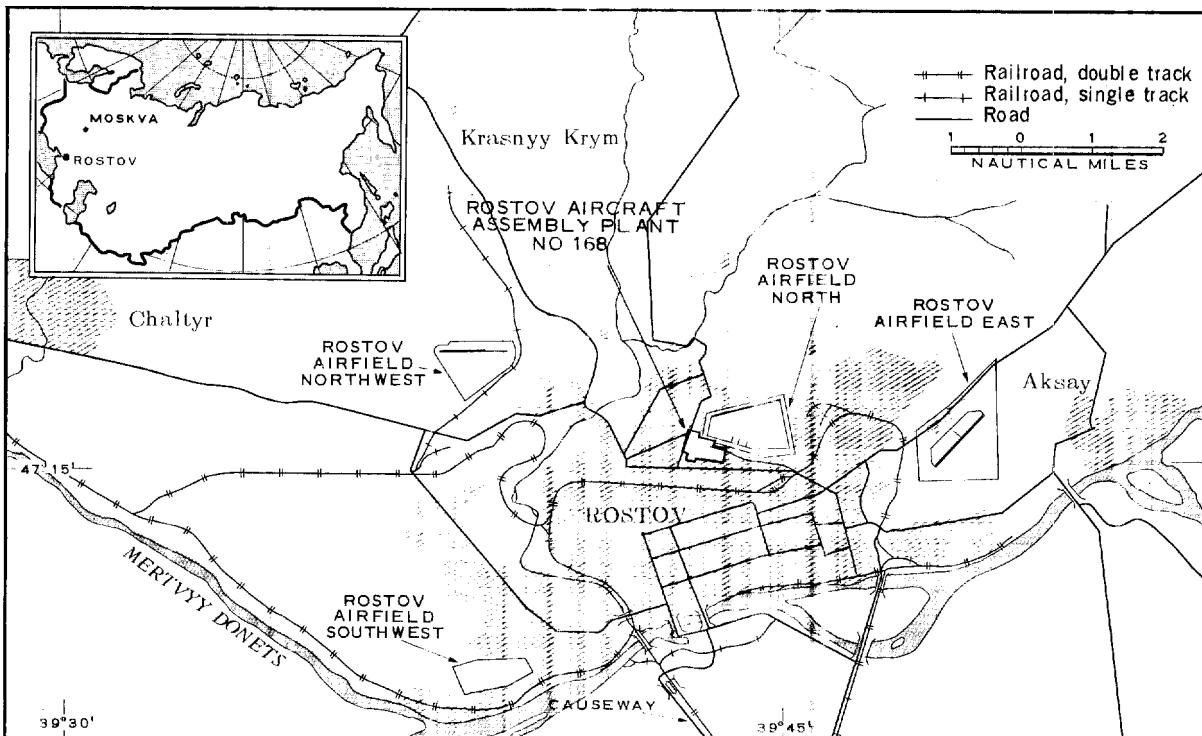 MOSKVA
ROSTOV
Railroad, double track
Railroad, single track
Road
1 0 1 2
NAUTICAL MILES
Krasnyy Krym
ROSTOV AIRCRAFT
ASSEMBLY PLANT
NO 168
ROSTOV
AIRFIELD
NORTH
ROSTOV
AIRFIELD EAST
Chaltyr
ROSTOV
AIRFIELD
NORTHWEST
Aksay
47°15'
ROSTOV
MERTVYY DONETS
ROSTOV
AIRFIELD
SOUTHWEST
CAUSEWAY
39°30'
39°45'